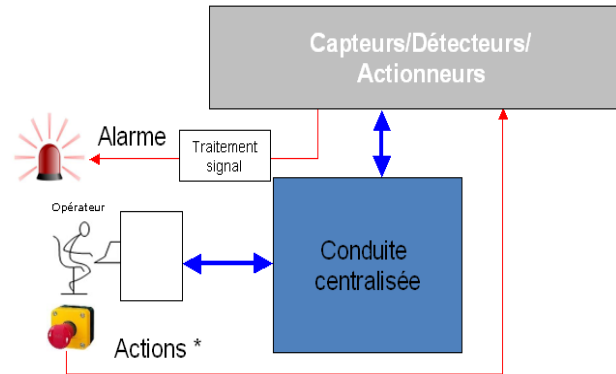 Capteurs/Détecteurs/
Actionneurs
Alarme
Traitement
signal
Opérateur
Conduite
centralisée
Actions *